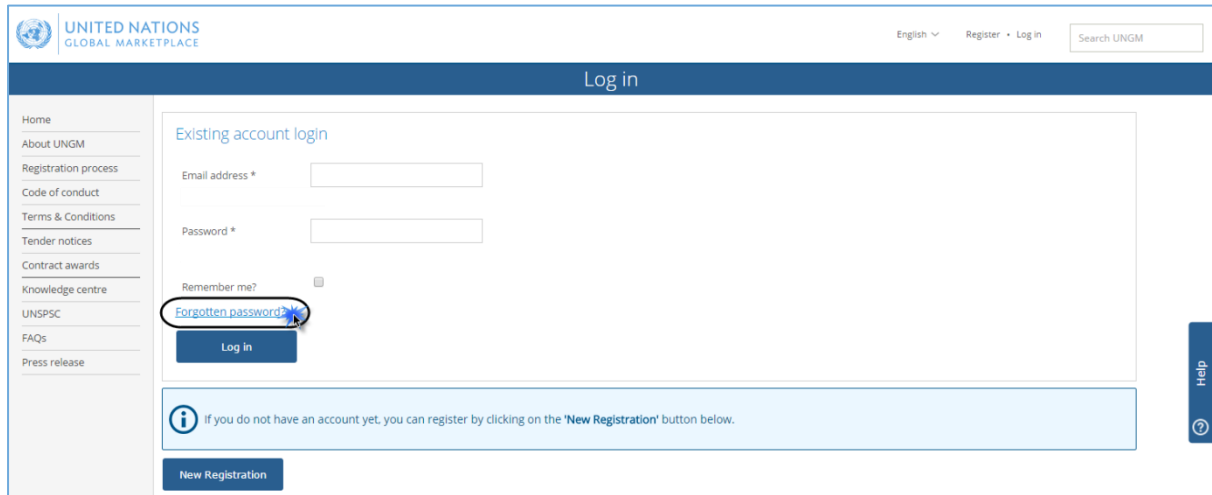 UNITED NATIONS
GLOBAL MARKETPLACE
English
Register • Log in
Search UNGM
Log in
Home
About UNGM
Registration process
Code of conduct
Terms & Conditions
Tender notices
Contract awards
Knowledge centre
UNSPSC
FAQs
Press release
Existing account login
Email address *
Password *
Remember me?
Forgotten password?
Log in
If you do not have an account yet, you can register by clicking on the 'New Registration' button below.
New Registration
Help